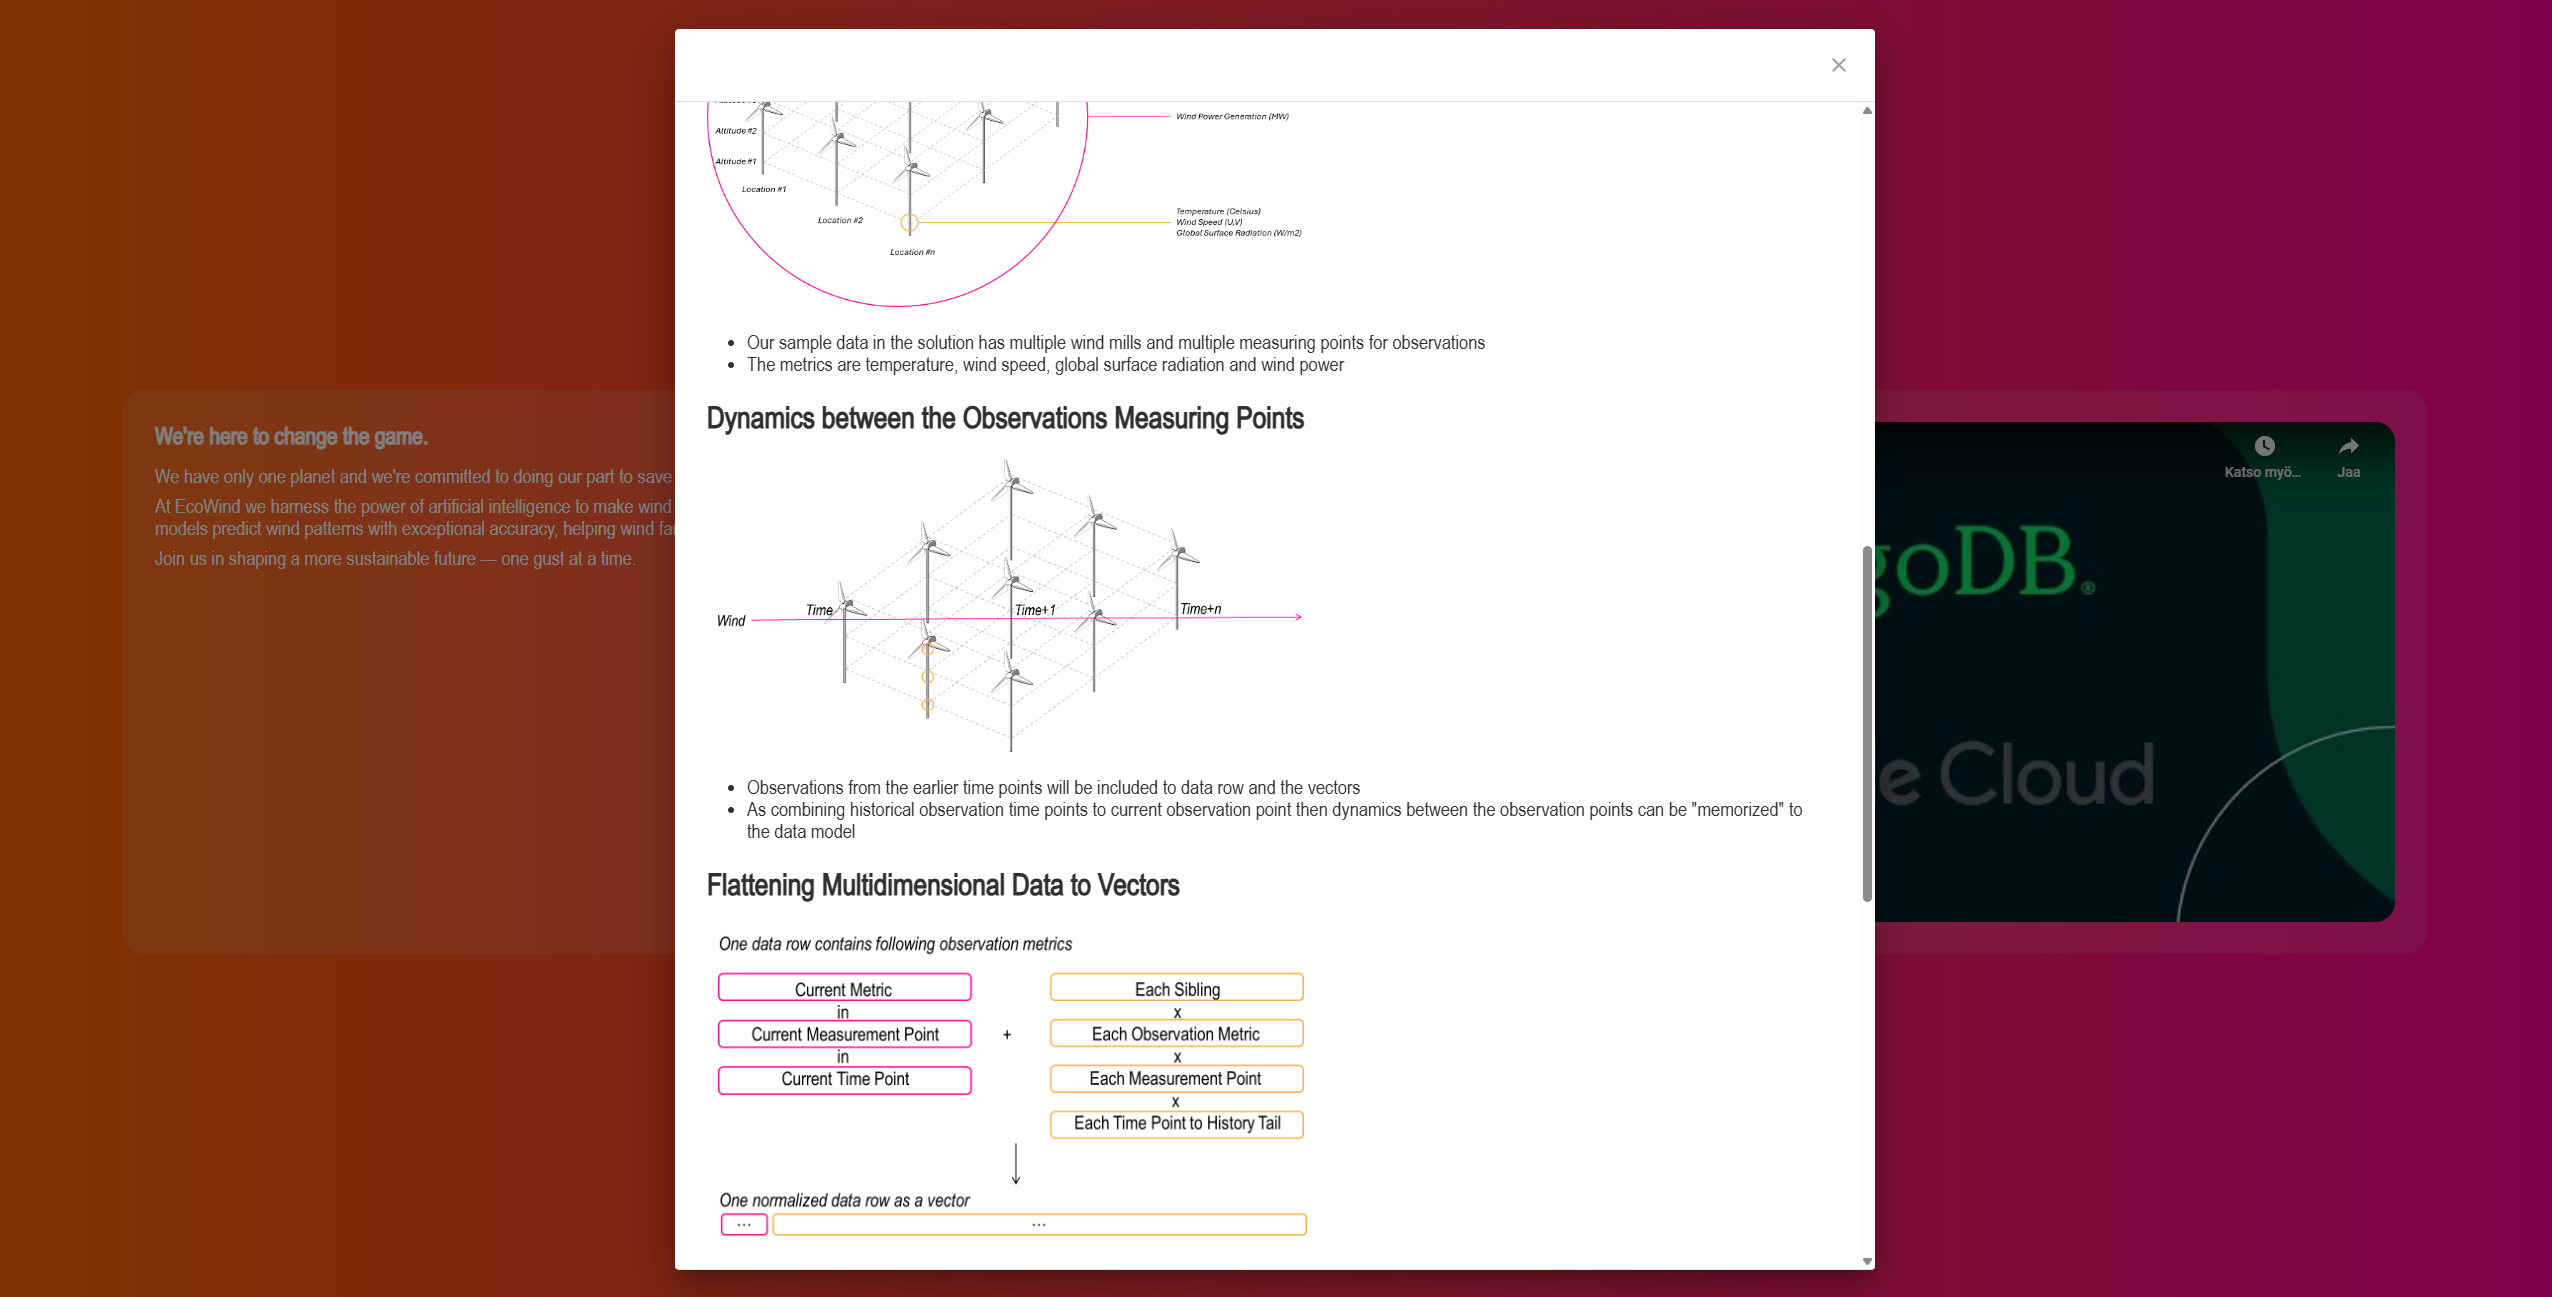 Altitude #2
Wind Power Generation (MW)
Altitude #1
Location #1
Location #2
Temperature (Celsius)
Wind Speed (U,V)
Global Surface Radiation (W/m2)
Location #n
Our sample data in the solution has multiple wind mills and multiple measuring points for observations
The metrics are temperature, wind speed, global surface radiation and wind power
Dynamics between the Observations Measuring Points
Wind
Time
Time+1
Time+n
Observations from the earlier time points will be included to data row and the vectors
As combining historical observation time points to current observation point then dynamics between the observation points can be "memorized" to
the data model
Flattening Multidimensional Data to Vectors
One data row contains following observation metrics
Current Metric
in
Current Measurement Point
in
Current Time Point
+
Each Sibling
x
Each Observation Metric
x
Each Measurement Point
x
Each Time Point to History Tail
One normalized data row as a vector
...
...
We're here to change the game.
We have only one planet and we're committed to doing our part to save
At EcoWind we harness the power of artificial intelligence to make wind
models predict wind patterns with exceptional accuracy, helping wind fa
Join us in shaping a more sustainable future — one gust at a time.
Katso myö...
Jaa
goDB®
e Cloud